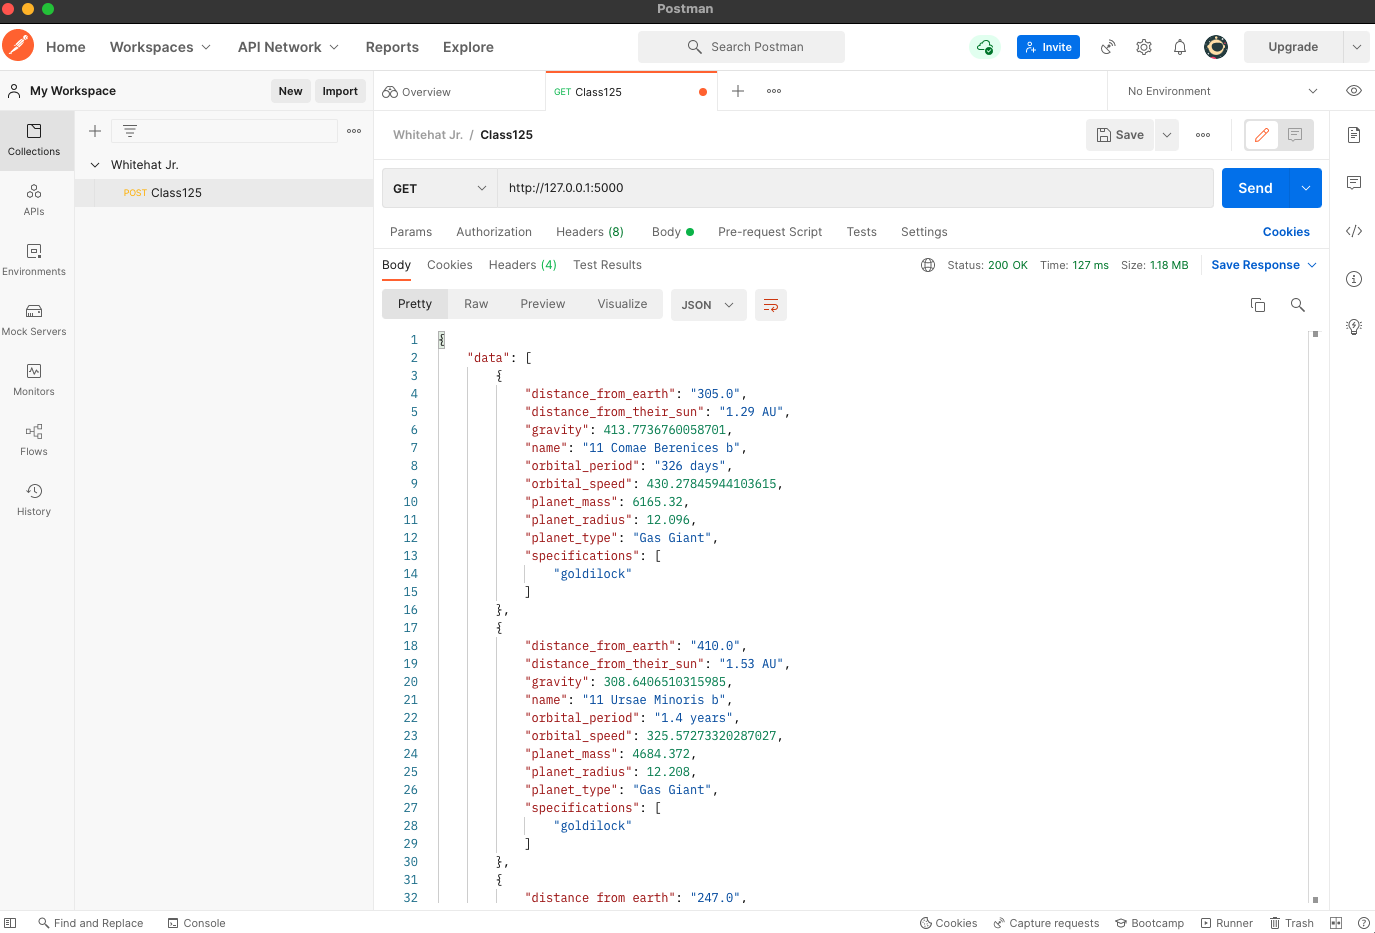 Postman
Home Workspaces API Network Reports Explore Search Postman Invite Upgrade
My Workspace New Import Overview GET Class125 No Environment
Collections
APIs
Environments
Mock Servers
Monitors
Flows
History
Whitehat Jr.
POST Class125
Whitehat Jr. / Class125 Save
GET http://127.0.0.1:5000 Send
Params Authorization Headers (8) Body Pre-request Script Tests Settings Cookies
Body Cookies Headers (4) Test Results Status: 200 OK Time: 127 ms Size: 1.18 MB Save Response
Pretty Raw Preview Visualize JSON
1 {
2 "data": [
3 {
4 "distance_from_earth": "305.0",
5 "distance_from_their_sun": "1.29 AU",
6 "gravity": 413.7736760058701,
7 "name": "11 Comae Berenices b",
8 "orbital_period": "326 days",
9 "orbital_speed": 430.27845944103615,
10 "planet_mass": 6165.32,
11 "planet_radius": 12.096,
12 "planet_type": "Gas Giant",
13 "specifications": [
14 "goldilock"
15 ]
16 },
17 {
18 "distance_from_earth": "410.0",
19 "distance_from_their_sun": "1.53 AU",
20 "gravity": 308.6406510315985,
21 "name": "11 Ursae Minoris b",
22 "orbital_period": "1.4 years",
23 "orbital_speed": 325.57273320287027,
24 "planet_mass": 4684.372,
25 "planet_radius": 12.208,
26 "planet_type": "Gas Giant",
27 "specifications": [
28 "goldilock"
29 ]
30 },
31 {
32 "distance_from_earth": "247.0",
Find and Replace Console Cookies Capture requests Bootcamp Runner Trash